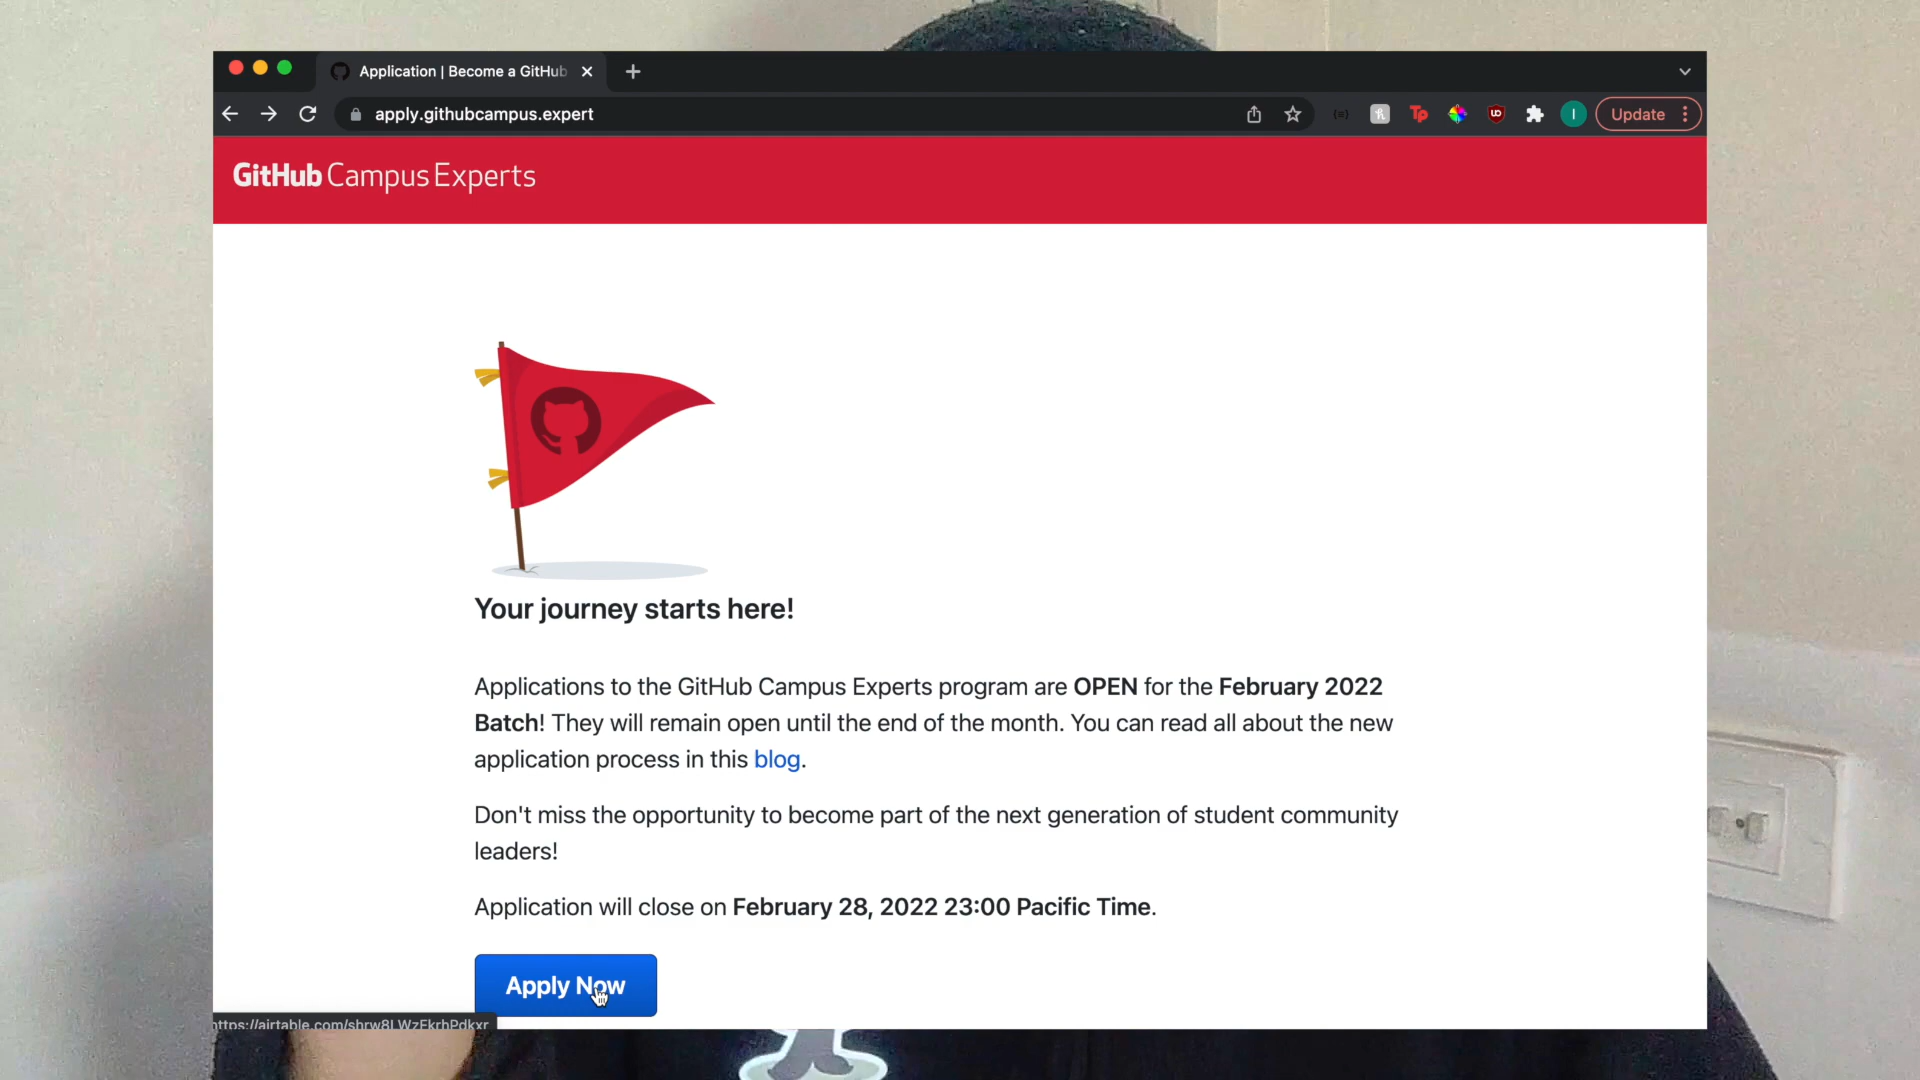 Application | Become a GitHub
apply.githubcampus.expert
Tp
I
Update
GitHub Campus Experts
Your journey starts here!
Applications to the GitHub Campus Experts program are OPEN for the February 2022
Batch! They will remain open until the end of the month. You can read all about the new
application process in this blog.
Don't miss the opportunity to become part of the next generation of student community
leaders!
Application will close on February 28, 2022 23:00 Pacific Time.
Apply Now